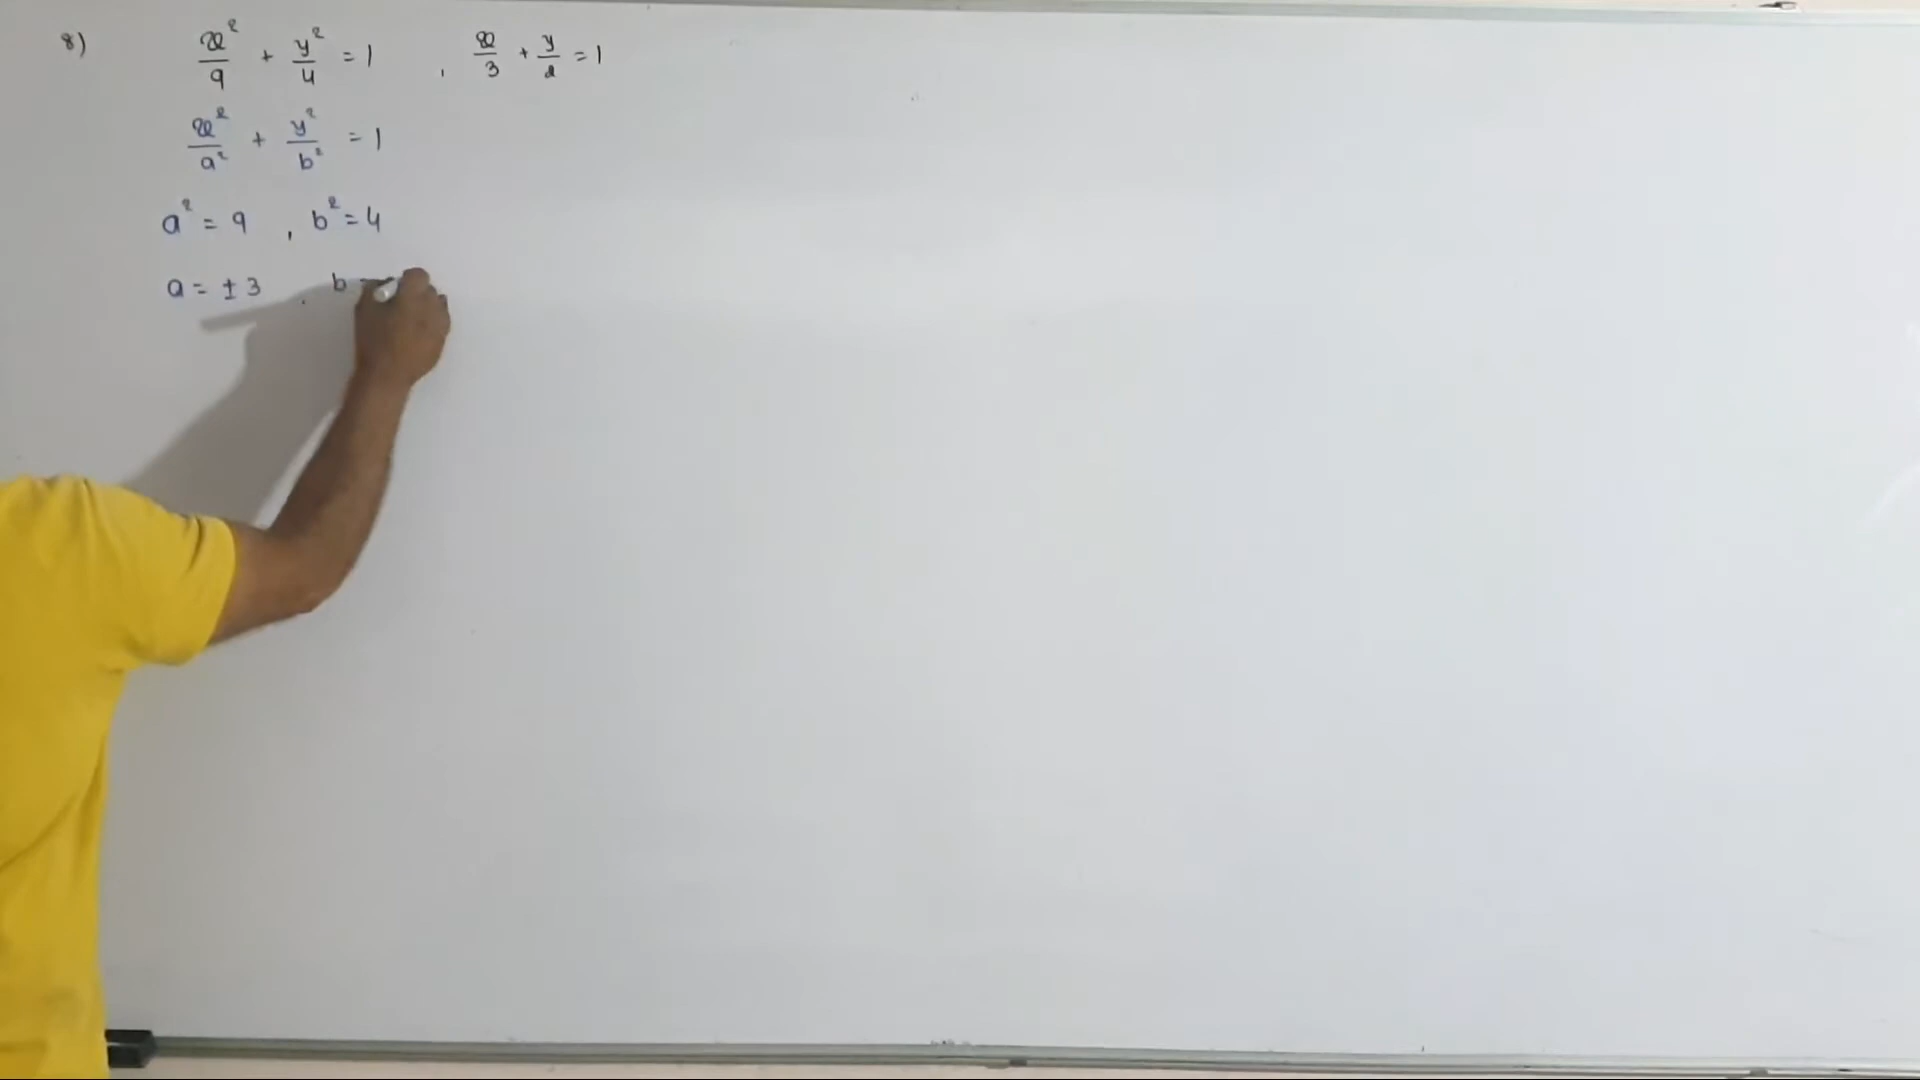 8) x²/9 + y²/4 = 1 , x/3 + y/2 = 1
x²/a² + y²/b² = 1
a² = 9 , b² = 4
a = ± 3 , b =